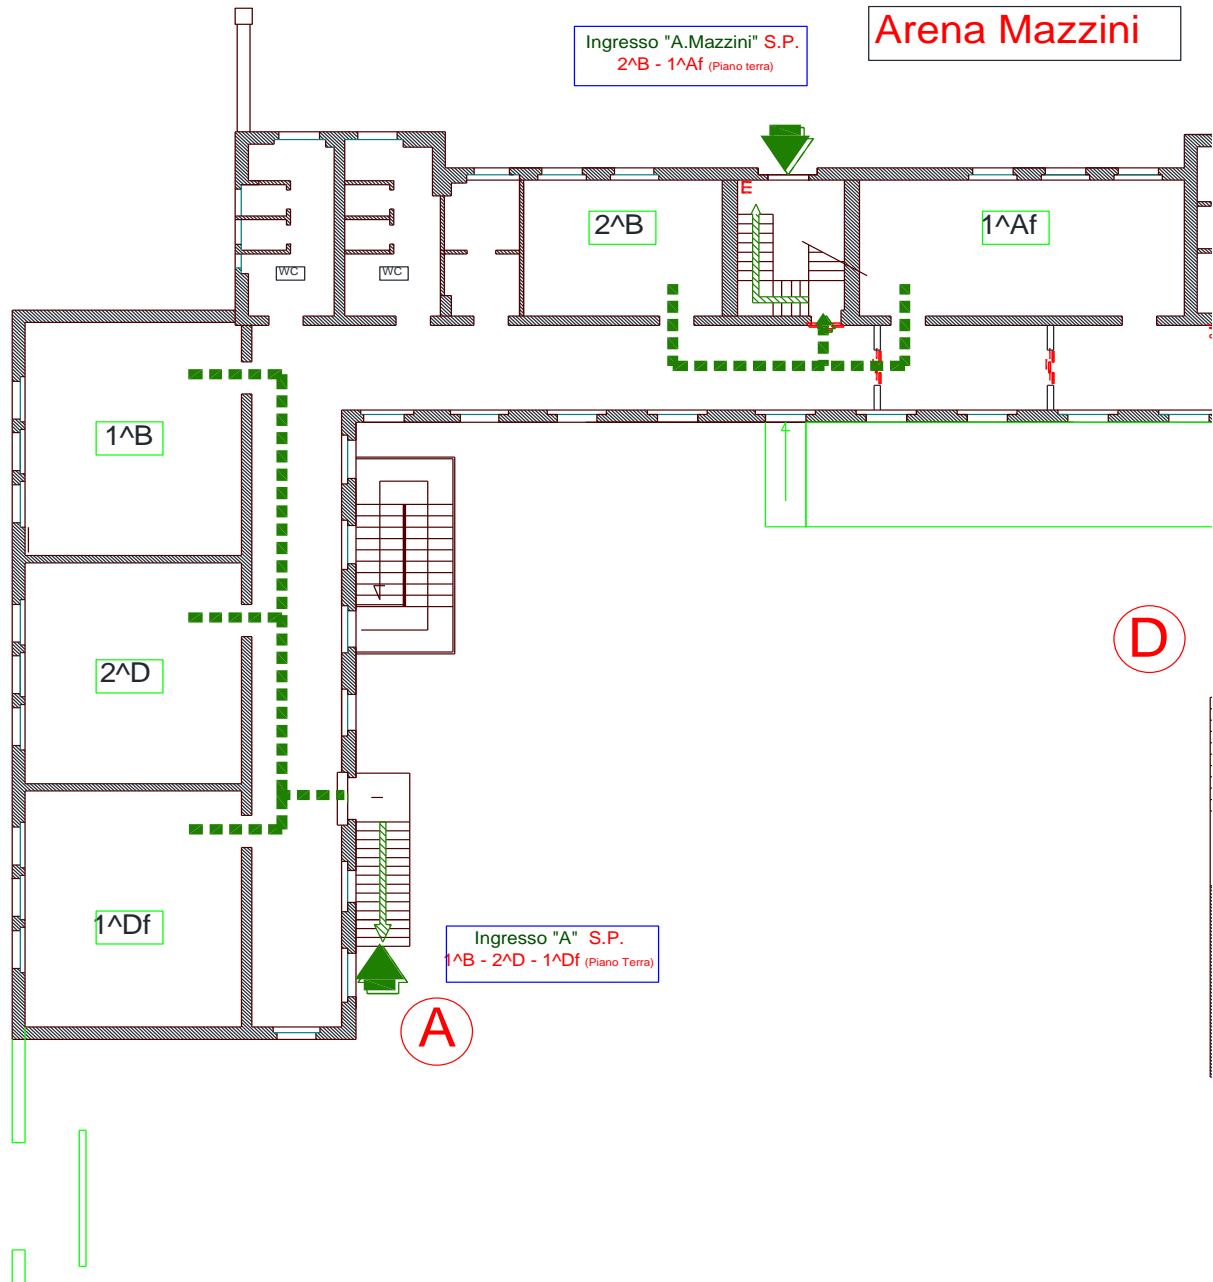 Arena Mazzini
Ingresso "A.Mazzini" S.P.
2^B - 1^Af (Piano terra)
E
2^B
1^Af
WC
WC
1^B
2^D
D
1^Df
Ingresso "A" S.P.
1^B - 2^D - 1^Df (Piano Terra)
A